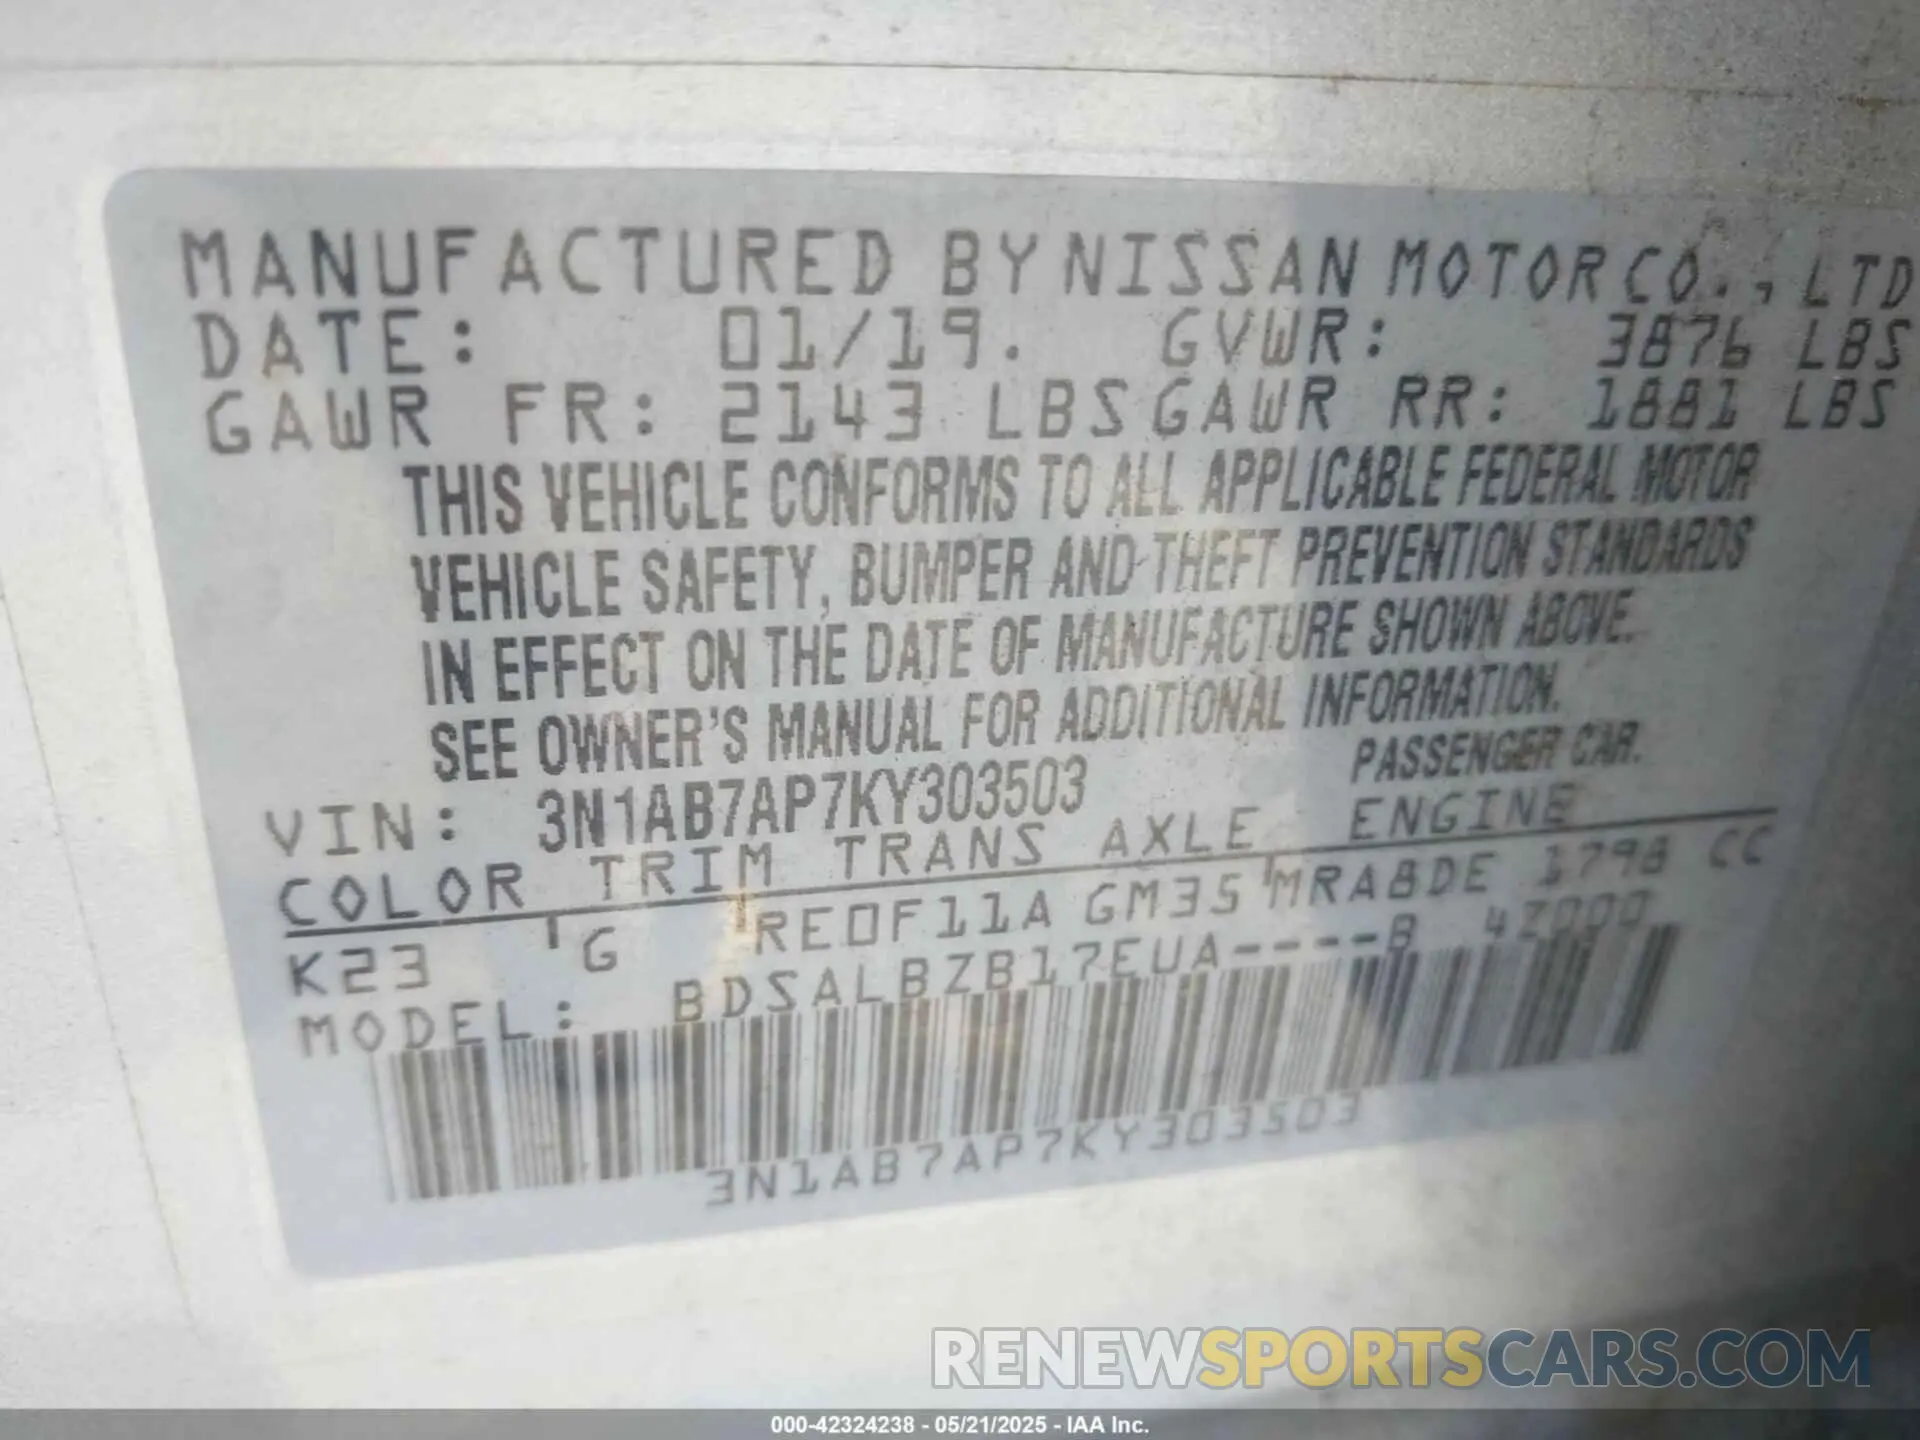 MANUFACTURED BY NISSAN MOTOR CO., LTD
DATE: 01/19. GVWR: 3876 LBS
GAWR FR: 2143 LBS GAWR RR: 1881 LBS
THIS VEHICLE CONFORMS TO ALL APPLICABLE FEDERAL MOTOR
VEHICLE SAFETY, BUMPER AND THEFT PREVENTION STANDARDS
IN EFFECT ON THE DATE OF MANUFACTURE SHOWN ABOVE.
SEE OWNER'S MANUAL FOR ADDITIONAL INFORMATION.
VIN: 3N1AB7AP7KY303503 PASSENGER CAR.
COLOR TRIM TRANS AXLE ENGINE
K23 G RE0F11A GM35 MRA8DE 1798 CC
MODEL: BDSALBZB17EUA----B 4Z000
3N1AB7AP7KY303503
RENEWSPORTSCARS.COM
000-42324238 - 05/21/2025 - IAA Inc.